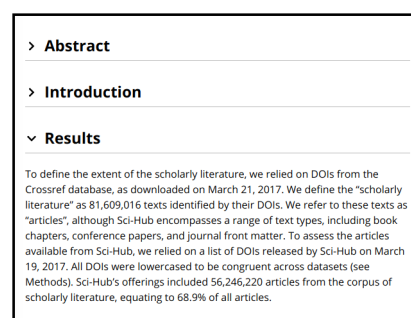 Abstract
Introduction
Results
To define the extent of the scholarly literature, we relied on DOIs from the
Crossref database, as downloaded on March 21, 2017. We define the “scholarly
literature” as 81,609,016 texts identified by their DOIs. We refer to these texts as
“articles”, although Sci-Hub encompasses a range of text types, including book
chapters, conference papers, and journal front matter. To assess the articles
available from Sci-Hub, we relied on a list of DOIs released by Sci-Hub on March
19, 2017. All DOIs were lowercased to be congruent across datasets (see
Methods). Sci-Hub's offerings included 56,246,220 articles from the corpus of
scholarly literature, equating to 68.9% of all articles.